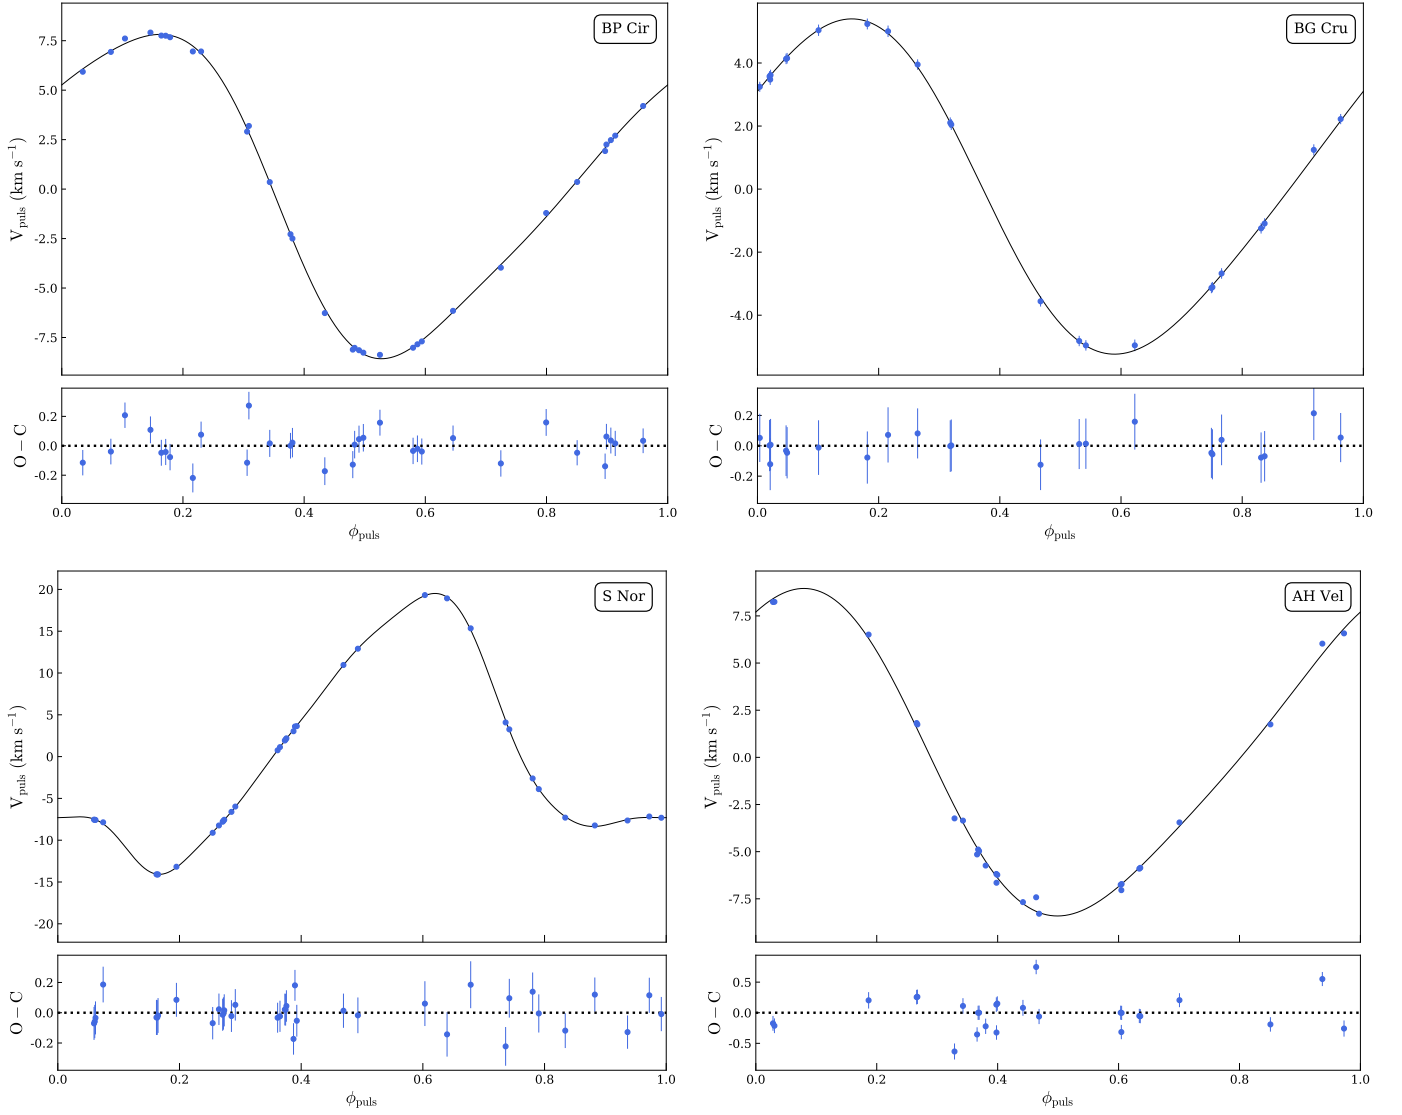 BP Cir
7.5
5.0
2.5
0.0
-2.5
-5.0
-7.5
V_puls (km s^−1)
0.2
0.0
-0.2
O − C
0.0 0.2 0.4 0.6 0.8 1.0
ϕ_puls
BG Cru
4.0
2.0
0.0
-2.0
-4.0
V_puls (km s^−1)
0.2
0.0
-0.2
O − C
0.0 0.2 0.4 0.6 0.8 1.0
ϕ_puls
S Nor
20
15
10
5
0
-5
-10
-15
-20
V_puls (km s^−1)
0.2
0.0
-0.2
O − C
0.0 0.2 0.4 0.6 0.8 1.0
ϕ_puls
AH Vel
7.5
5.0
2.5
0.0
-2.5
-5.0
-7.5
V_puls (km s^−1)
0.5
0.0
-0.5
O − C
0.0 0.2 0.4 0.6 0.8 1.0
ϕ_puls